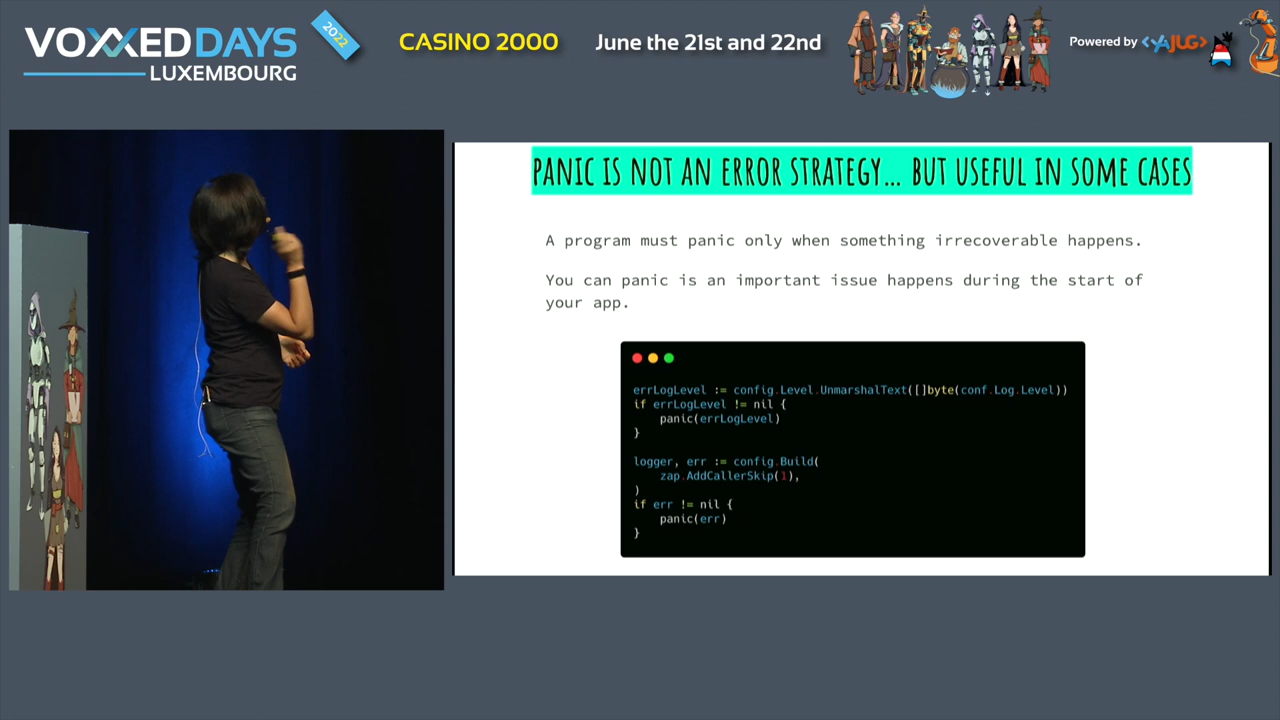 VOXXEDDAYS
LUXEMBOURG
2022
CASINO 2000
June the 21st and 22nd
Powered by <YAJUG>
PANIC IS NOT AN ERROR STRATEGY... BUT USEFUL IN SOME CASES
A program must panic only when something irrecoverable happens.
You can panic is an important issue happens during the start of
your app.
errLogLevel := config.Level.UnmarshalText([]byte(conf.Log.Level))
if errLogLevel != nil {
    panic(errLogLevel)
}
logger, err := config.Build(
    zap.AddCallerSkip(1),
)
if err != nil {
    panic(err)
}